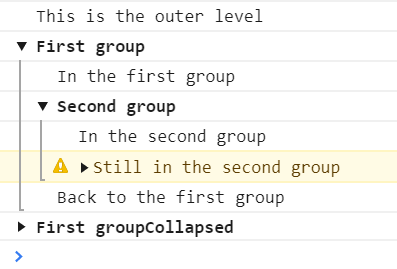 This is the outer level
First group
In the first group
Second group
In the second group
Still in the second group
Back to the first group
First groupCollapsed